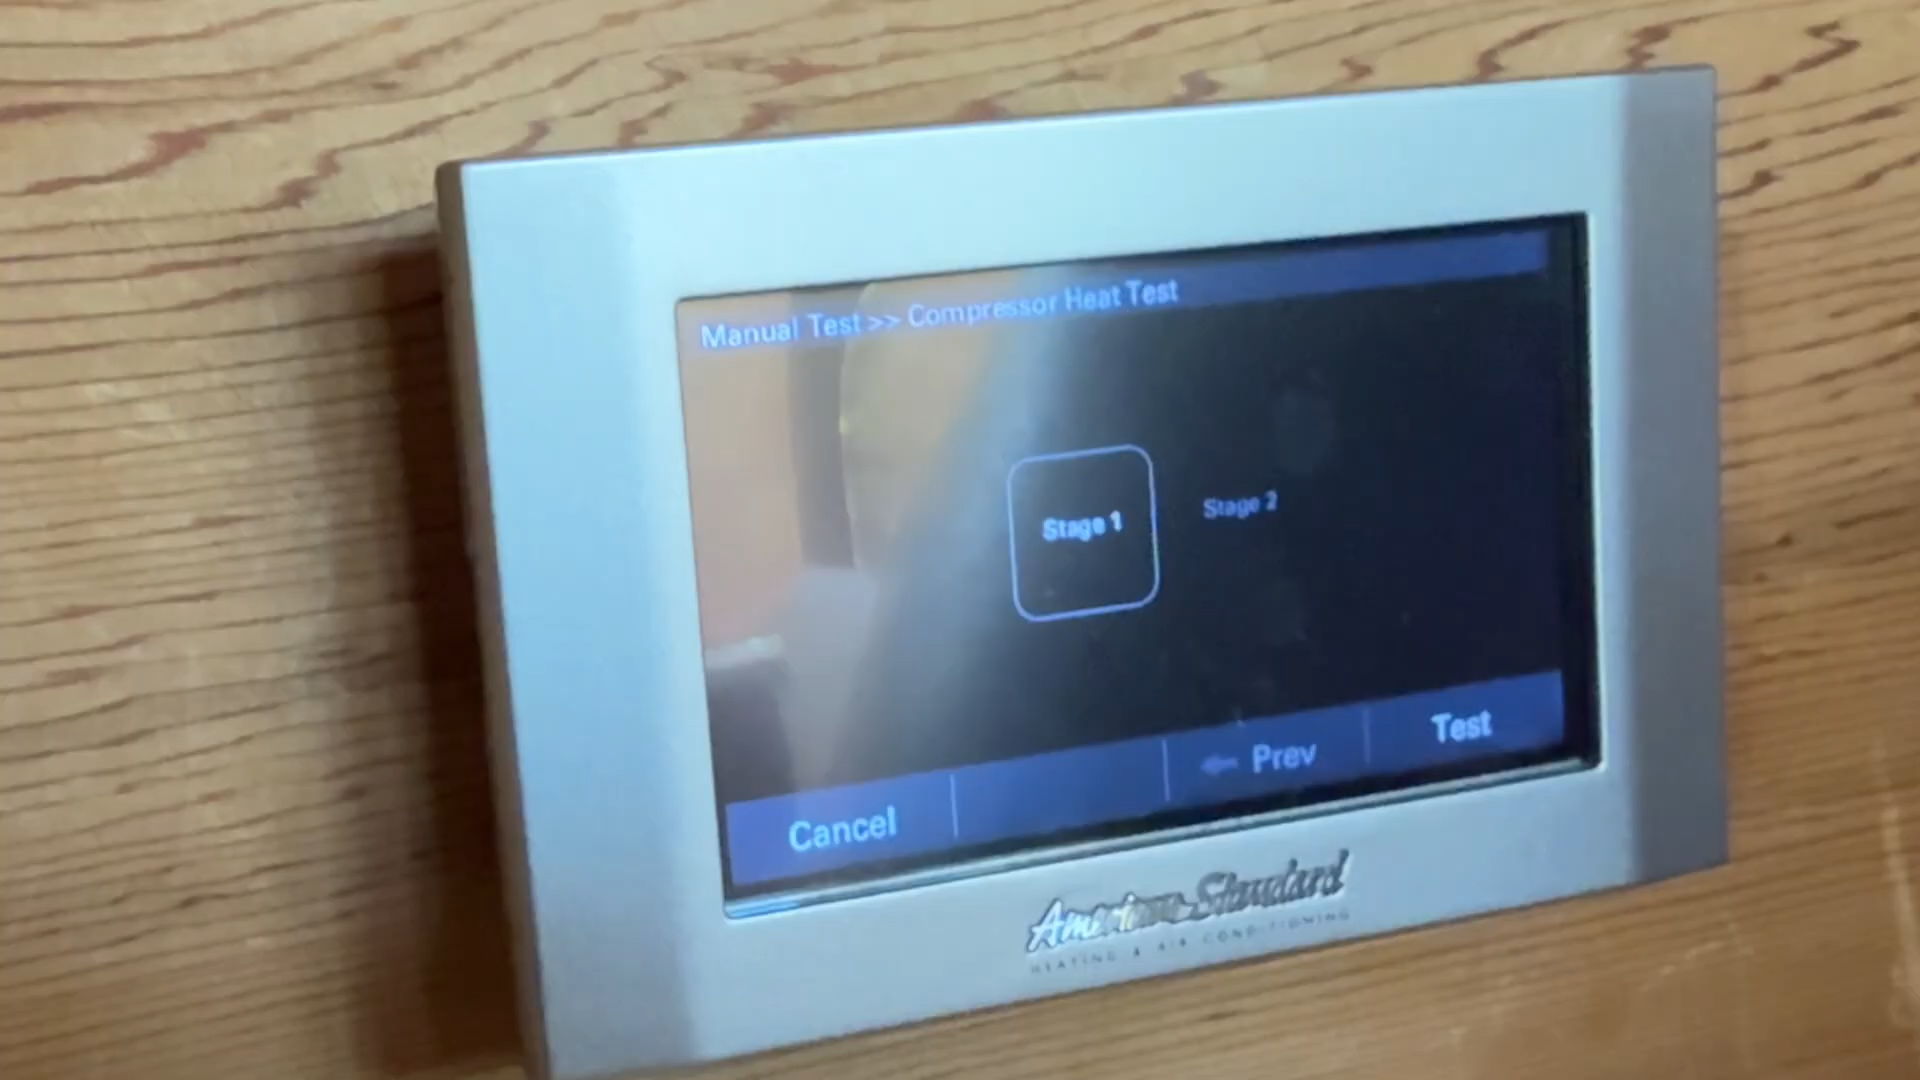 Manual Test >> Compressor Heat Test
Stage 1
Stage 2
Cancel
Prev
Test
American Standard
HEATING & AIR CONDITIONING